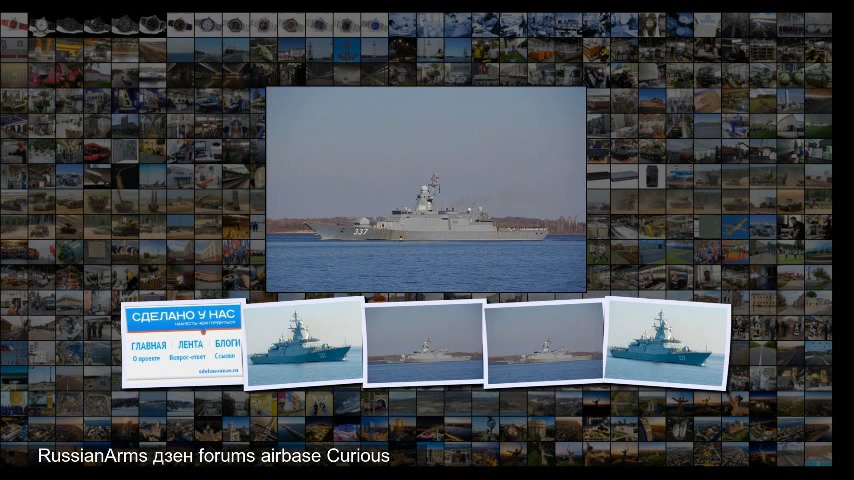 337
СДЕЛАНО У НАС
НАМ ЕСТЬ ЧЕМ ГОРДИТЬСЯ!
ГЛАВНАЯ ЛЕНТА БЛОГИ
О проекте Вопрос-ответ Ссылки
sdelanounas.ru
RussianArms дзен forums airbase Curious